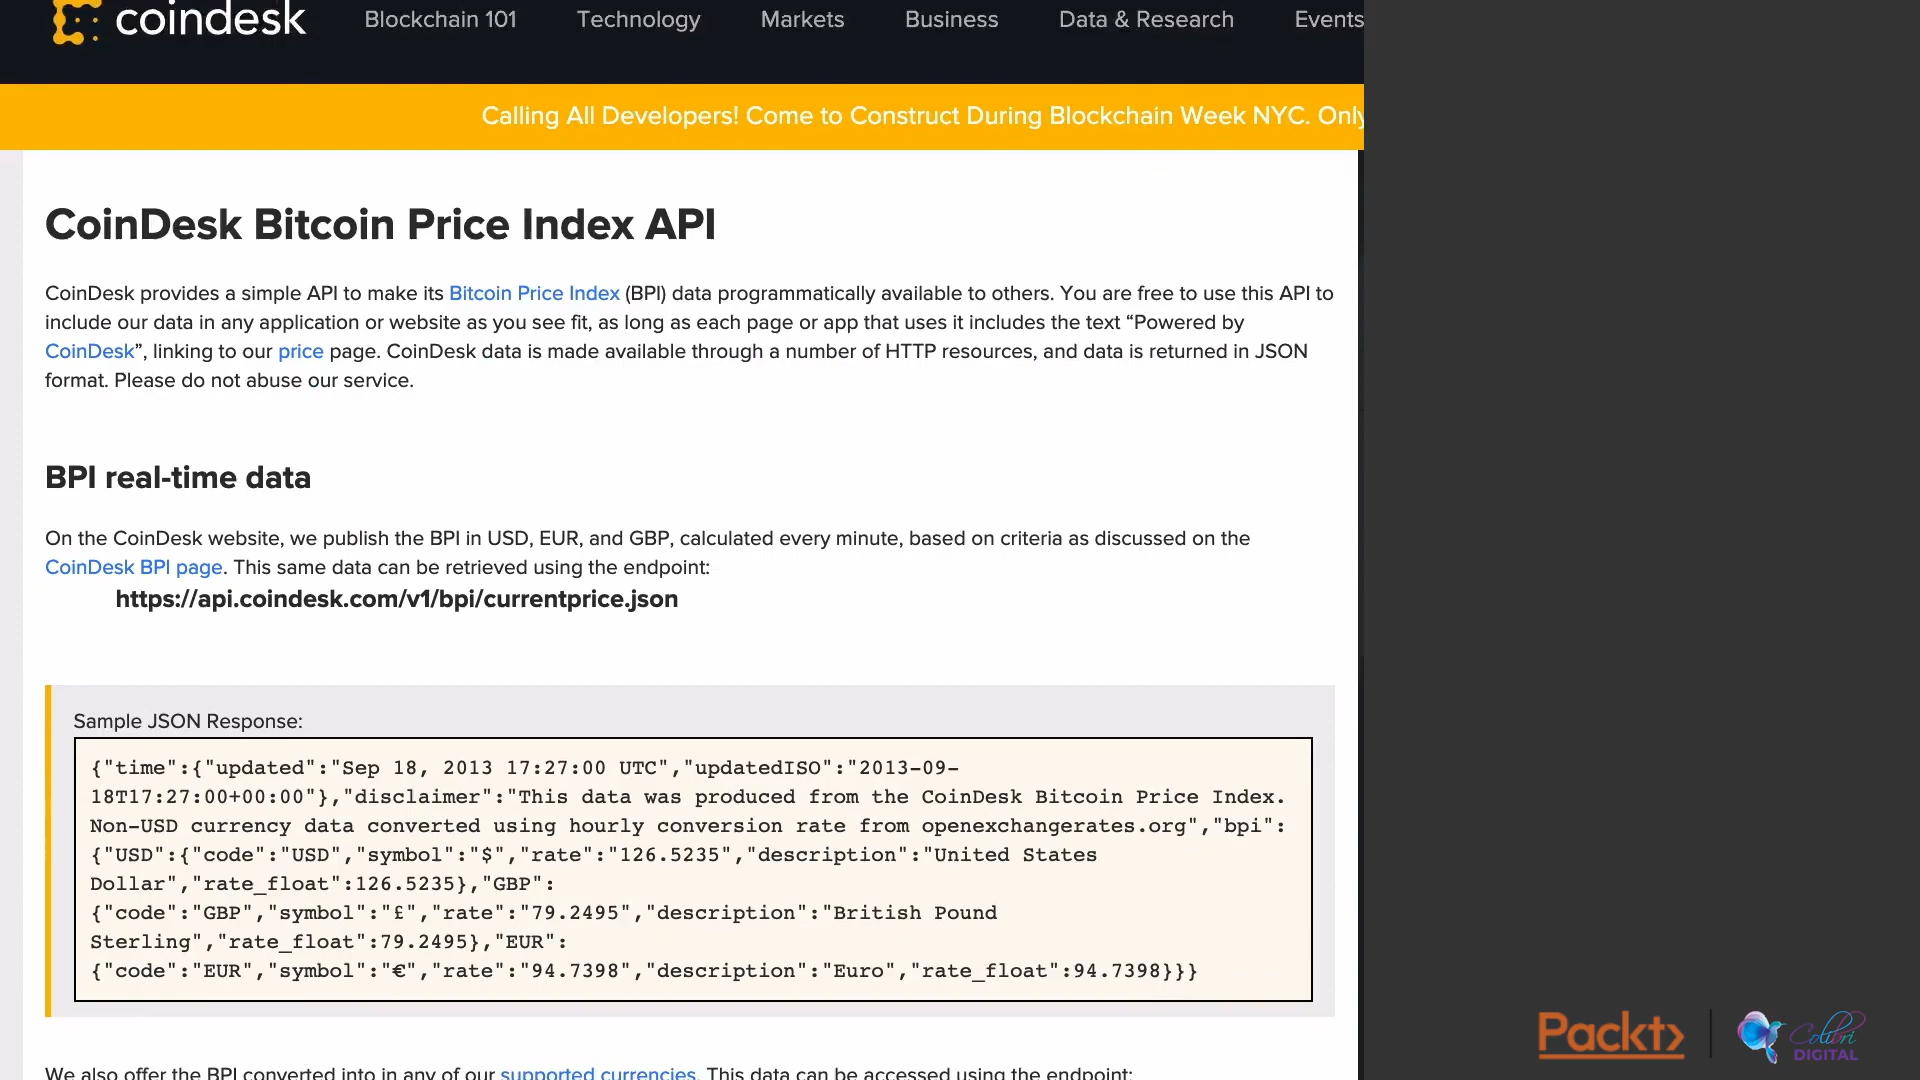 coindesk
Blockchain 101 Technology Markets Business Data & Research Events
Calling All Developers! Come to Construct During Blockchain Week NYC. Only
CoinDesk Bitcoin Price Index API
CoinDesk provides a simple API to make its Bitcoin Price Index (BPI) data programmatically available to others. You are free to use this API to
include our data in any application or website as you see fit, as long as each page or app that uses it includes the text “Powered by
CoinDesk”, linking to our price page. CoinDesk data is made available through a number of HTTP resources, and data is returned in JSON
format. Please do not abuse our service.
BPI real-time data
On the CoinDesk website, we publish the BPI in USD, EUR, and GBP, calculated every minute, based on criteria as discussed on the
CoinDesk BPI page. This same data can be retrieved using the endpoint:
https://api.coindesk.com/v1/bpi/currentprice.json
Sample JSON Response:
{"time":{"updated":"Sep 18, 2013 17:27:00 UTC","updatedISO":"2013-09-
18T17:27:00+00:00"},"disclaimer":"This data was produced from the CoinDesk Bitcoin Price Index.
Non-USD currency data converted using hourly conversion rate from openexchangerates.org","bpi":
{"USD":{"code":"USD","symbol":"$","rate":"126.5235","description":"United States
Dollar","rate_float":126.5235},"GBP":
{"code":"GBP","symbol":"£","rate":"79.2495","description":"British Pound
Sterling","rate_float":79.2495},"EUR":
{"code":"EUR","symbol":"€","rate":"94.7398","description":"Euro","rate_float":94.7398}}}
We also offer the BPI converted into in any of our supported currencies. This data can be accessed using the endpoint:
Packt>
Colibri
DIGITAL